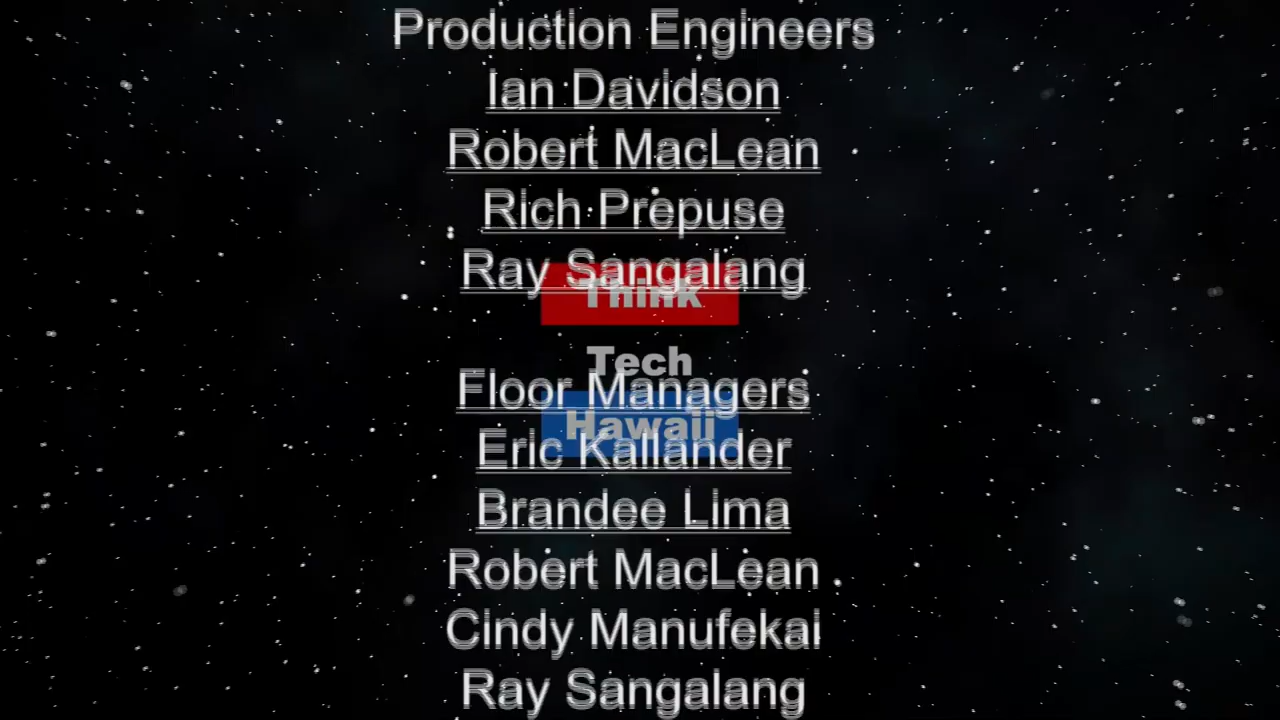 Production Engineers
Ian Davidson
Robert MacLean
Rich Prepuse
Ray Sangalang
Think
Tech
Floor Managers
Hawaii
Eric Kallander
Brandee Lima
Robert MacLean
Cindy Manufekai
Ray Sangalang